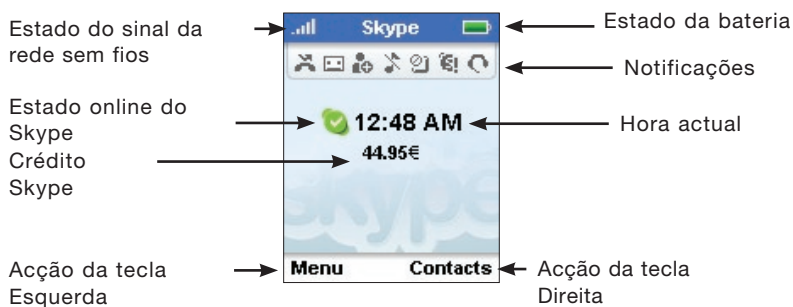 Estado do sinal da
rede sem fios
Skype
Estado da bateria
Notificações
Estado online do
Skype
12:48 AM
Hora actual
Crédito
Skype
44.95€
skype
Acção da tecla
Esquerda
Menu
Contacts
Acção da tecla
Direita